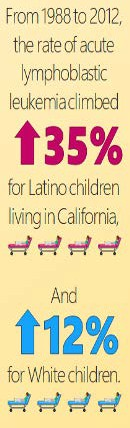 From 1988 to 2012,
the rate of acute
lymphoblastic
leukemia climbed
35%
for Latino children
living in California,
And
12%
for White children.